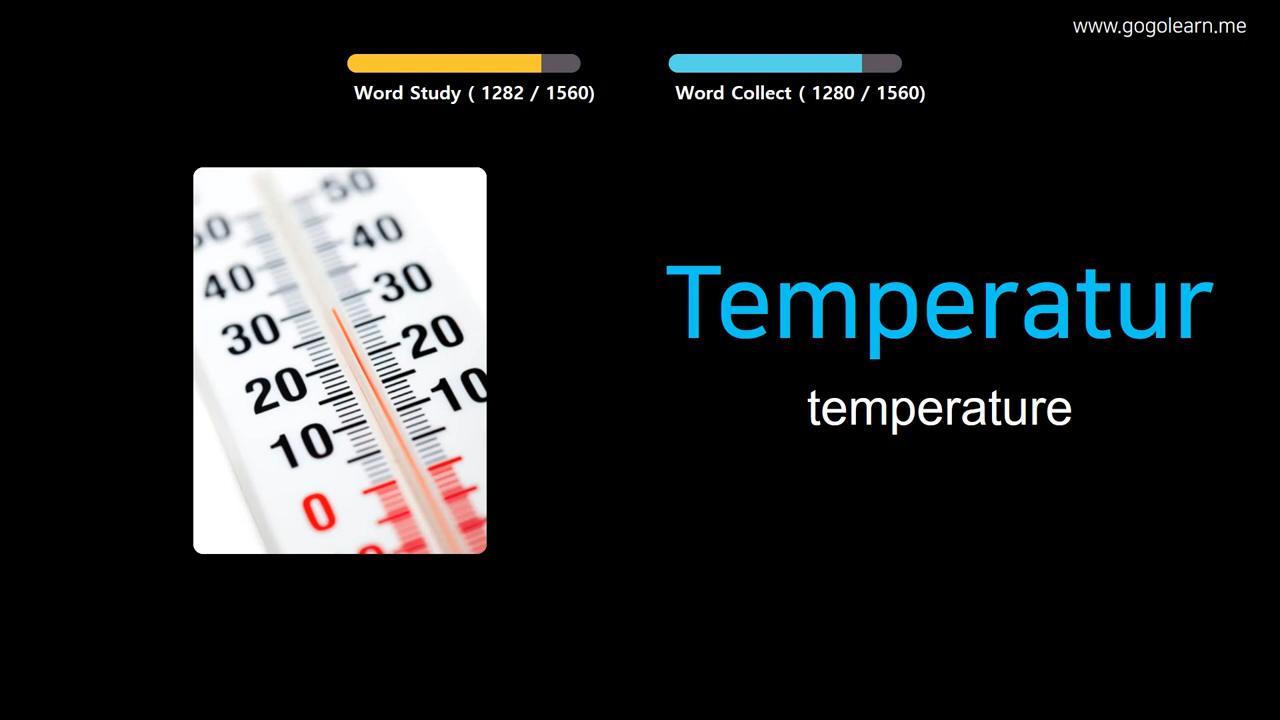 www.gogolearn.me
Word Study ( 1282 / 1560)
Word Collect ( 1280 / 1560)
50
50
40
40
30
30
20
20
10
10
0
Temperatur
temperature